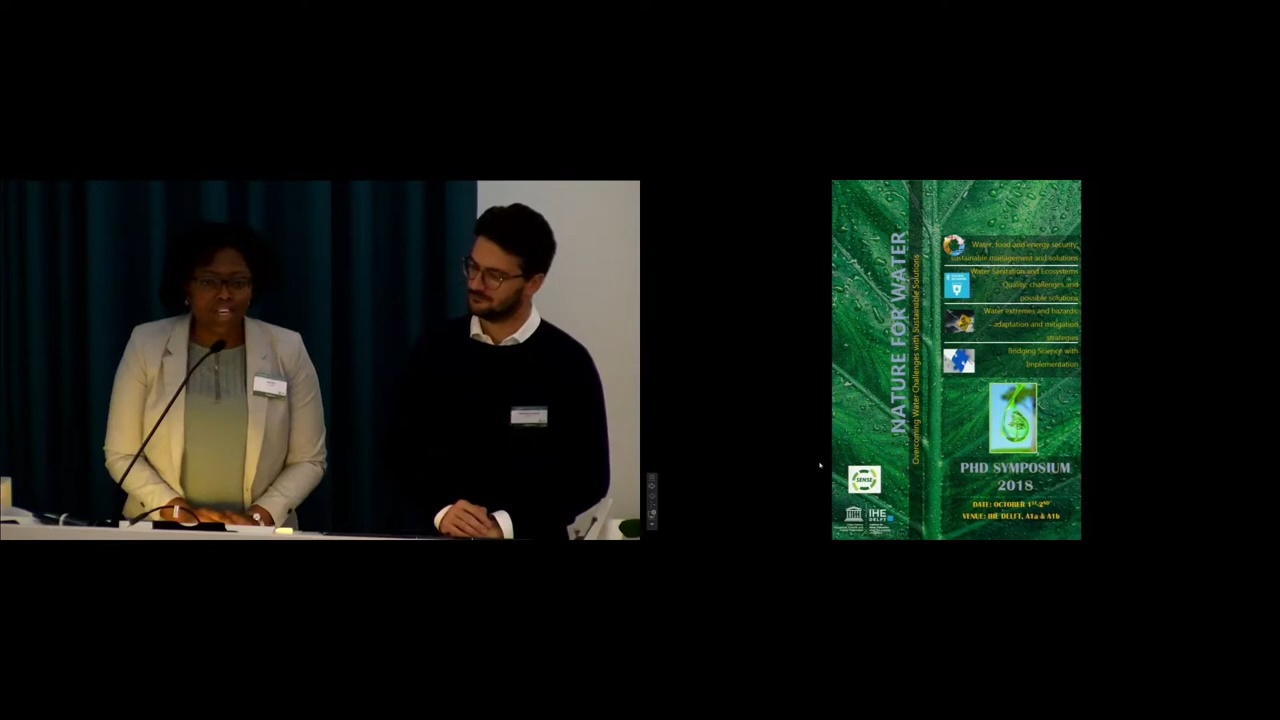 NATURE FOR WATER
Overcoming Water Challenges with Sustainable Solutions
Water, food and energy security:
sustainable management and solutions
Water Sanitation and Ecosystems
Quality: challenges and
possible solutions
Water extremes and hazards:
adaptation and mitigation
strategies
Bridging Science with
Implementation
PHD SYMPOSIUM
2018
DATE: OCTOBER 1ST-2ND
VENUE: IHE DELFT, A1a & A1b
SENSE
IHE
DELFT